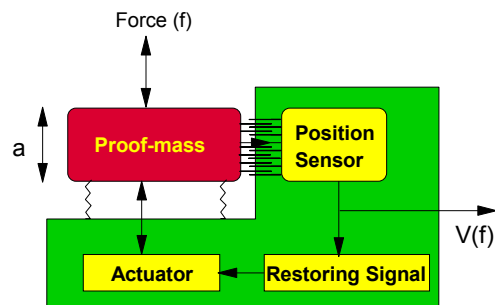 Force (f)
a
Proof-mass
Position
Sensor
V(f)
Actuator
Restoring Signal